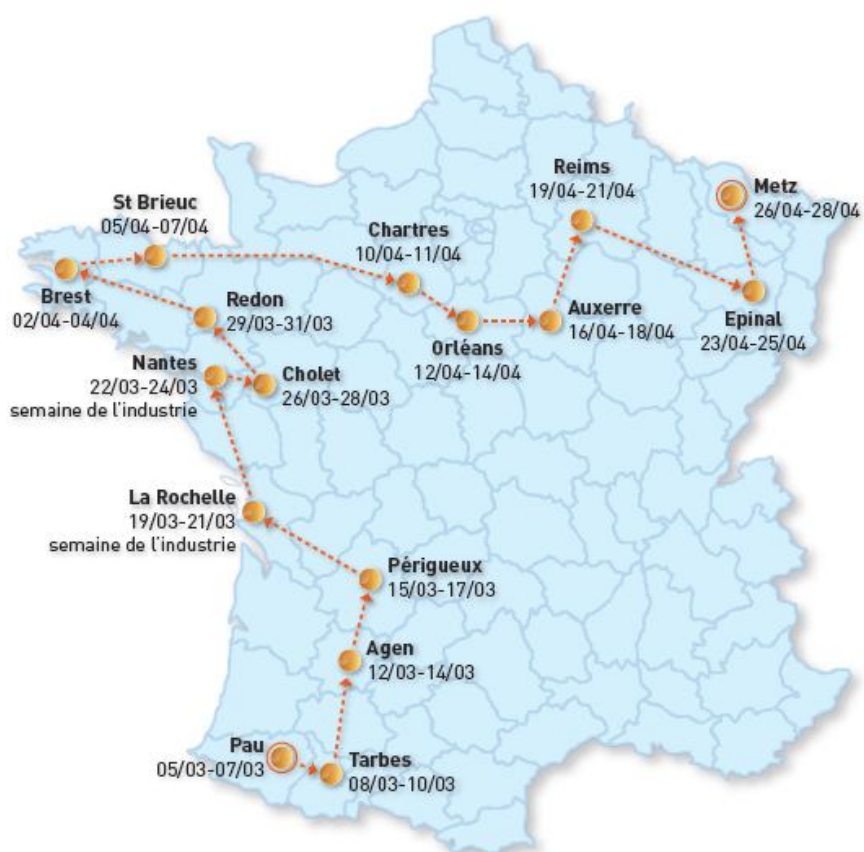 Reims
19/04-21/04
Metz
26/04-28/04
St Brieuc
05/04-07/04
Chartres
10/04-11/04
Brest
02/04-04/04
Redon
29/03-31/03
Orléans
12/04-14/04
Auxerre
16/04-18/04
Epinal
23/04-25/04
Nantes
22/03-24/03
semaine de l'industrie
Cholet
26/03-28/03
La Rochelle
19/03-21/03
semaine de l'industrie
Périgueux
15/03-17/03
Agen
12/03-14/03
Pau
05/03-07/03
Tarbes
08/03-10/03